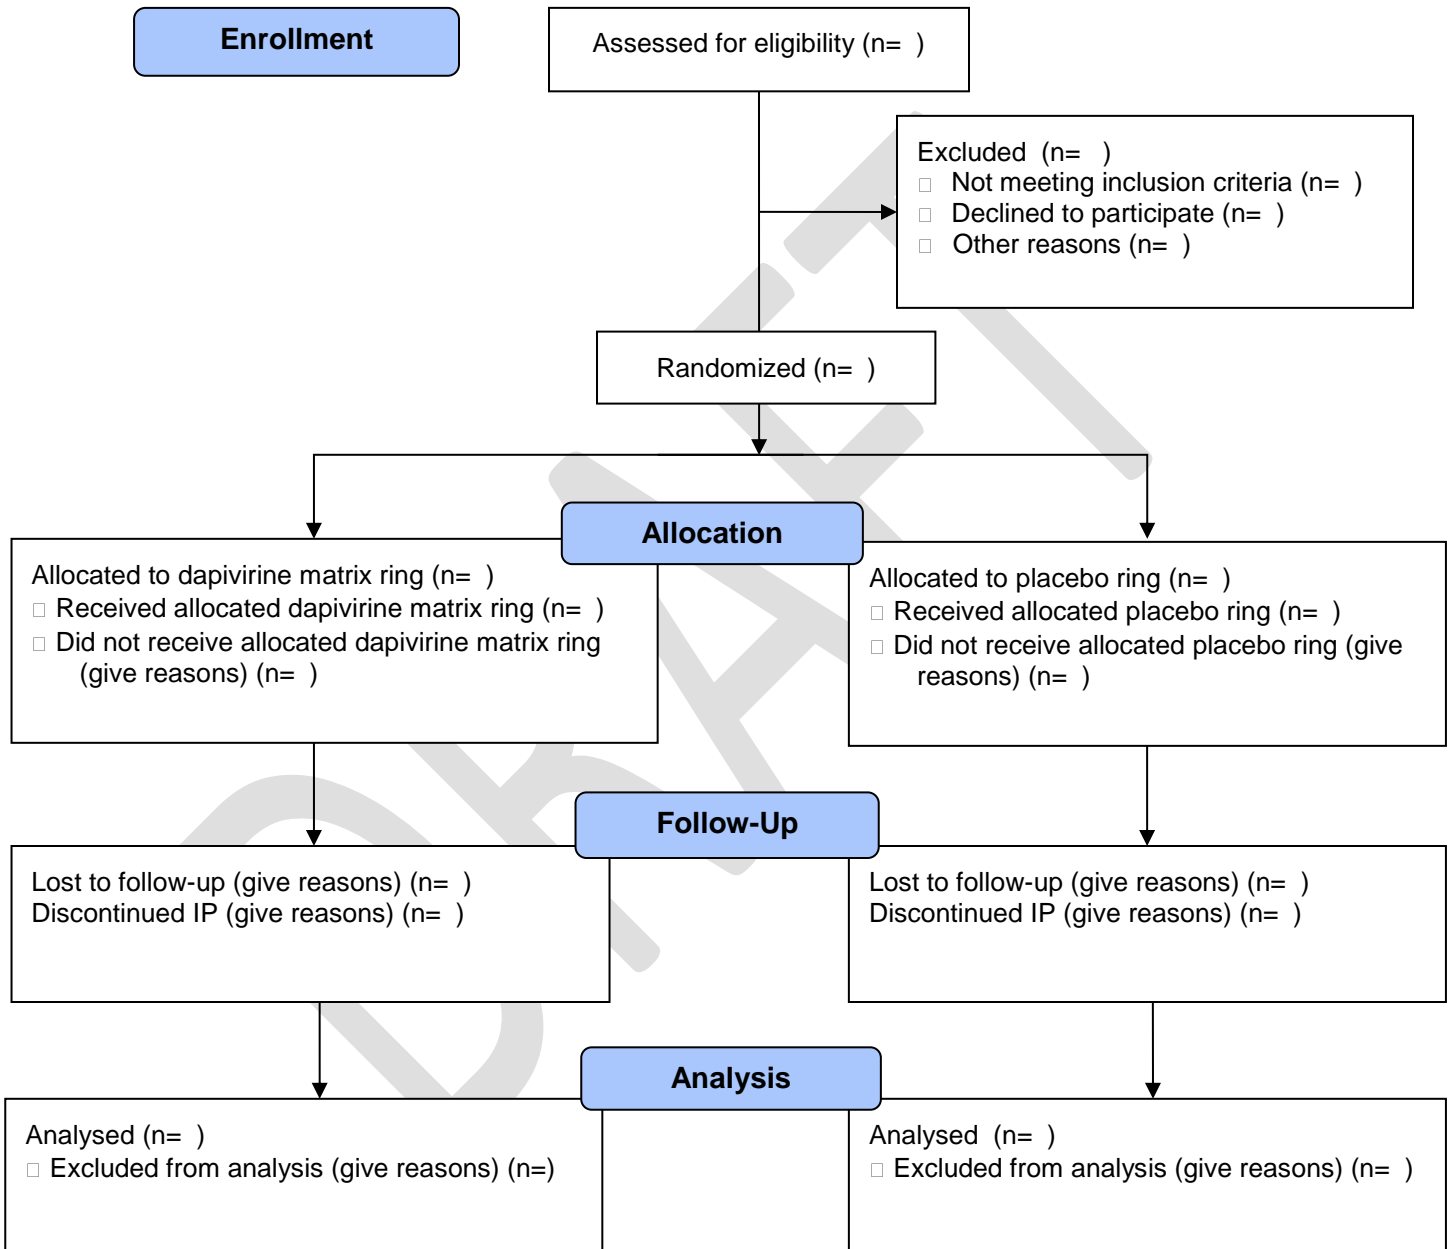 Enrollment
Assessed for eligibility (n=  )
Excluded  (n=   )
□ Not meeting inclusion criteria (n=  )
□ Declined to participate (n=  )
□ Other reasons (n=  )
Randomized (n=  )
Allocation
Allocated to dapivirine matrix ring (n=  )
□ Received allocated dapivirine matrix ring (n=  )
□ Did not receive allocated dapivirine matrix ring
(give reasons) (n=  )
Allocated to placebo ring (n=  )
□ Received allocated placebo ring (n=  )
□ Did not receive allocated placebo ring (give
reasons) (n=  )
Follow-Up
Lost to follow-up (give reasons) (n=  )
Discontinued IP (give reasons) (n=  )
Lost to follow-up (give reasons) (n=  )
Discontinued IP (give reasons) (n=  )
Analysis
Analysed (n=  )
□ Excluded from analysis (give reasons) (n=)
Analysed  (n=  )
□ Excluded from analysis (give reasons) (n=  )
DRAFT